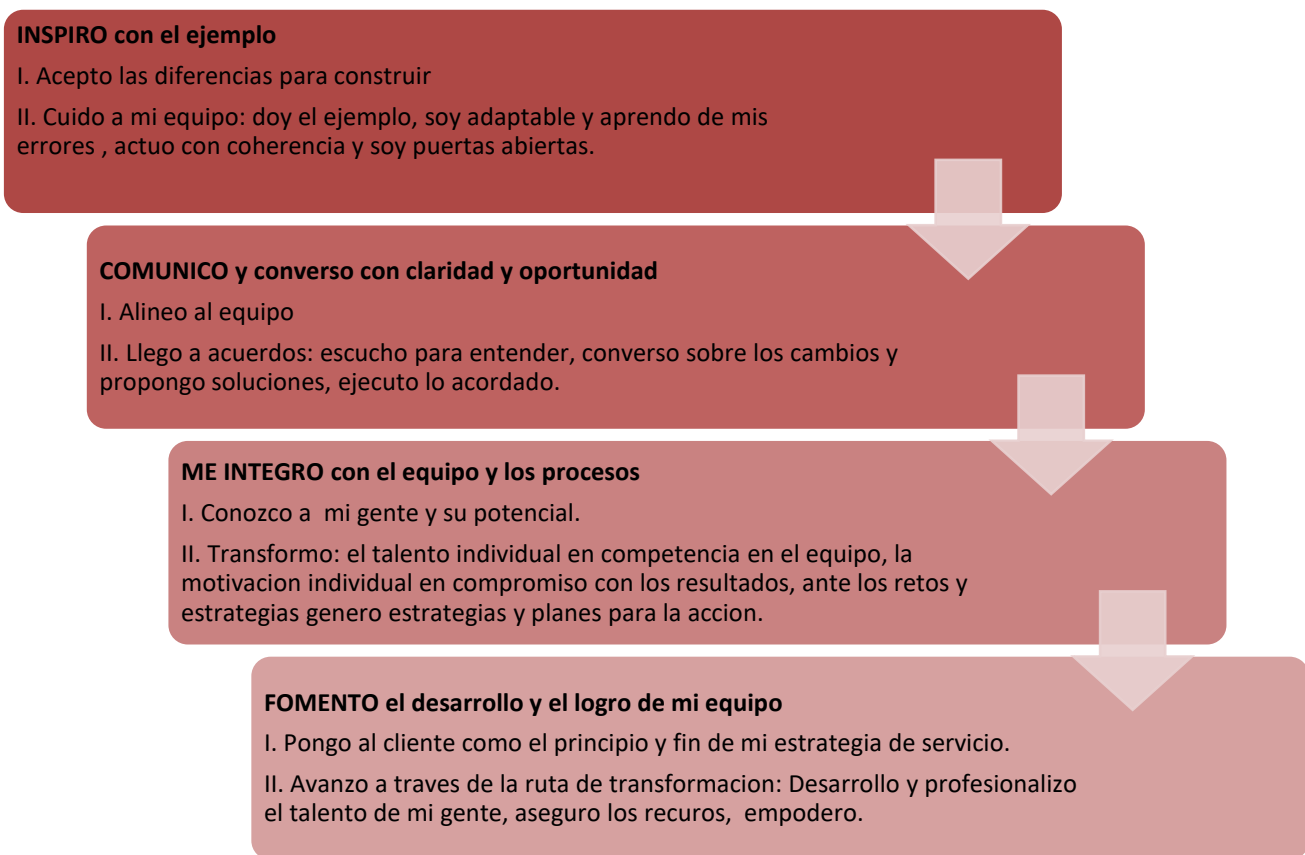 INSPIRO con el ejemplo
I. Acepto las diferencias para construir
II. Cuido a mi equipo: doy el ejemplo, soy adaptable y aprendo de mis
errores , actuo con coherencia y soy puertas abiertas.
COMUNICO y converso con claridad y oportunidad
I. Alineo al equipo
II. Llego a acuerdos: escucho para entender, converso sobre los cambios y
propongo soluciones, ejecuto lo acordado.
ME INTEGRO con el equipo y los procesos
I. Conozco a  mi gente y su potencial.
II. Transformo: el talento individual en competencia en el equipo, la
motivacion individual en compromiso con los resultados, ante los retos y
estrategias genero estrategias y planes para la accion.
FOMENTO el desarrollo y el logro de mi equipo
I. Pongo al cliente como el principio y fin de mi estrategia de servicio.
II. Avanzo a traves de la ruta de transformacion: Desarrollo y profesionalizo
el talento de mi gente, aseguro los recuros,  empodero.